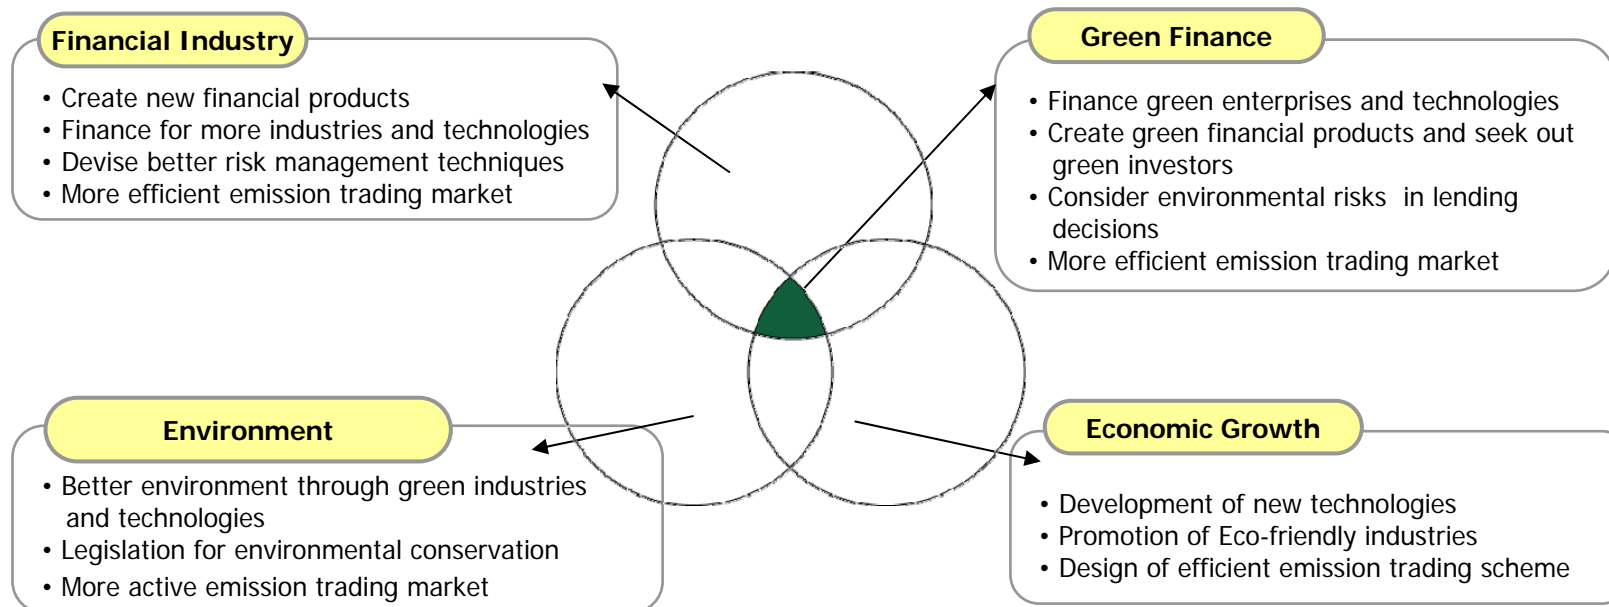 Financial Industry
• Create new financial products
• Finance for more industries and technologies
• Devise better risk management techniques
• More efficient emission trading market
Green Finance
• Finance green enterprises and technologies
• Create green financial products and seek out
green investors
• Consider environmental risks in lending
decisions
• More efficient emission trading market
Environment
• Better environment through green industries
and technologies
• Legislation for environmental conservation
• More active emission trading market
Economic Growth
• Development of new technologies
• Promotion of Eco-friendly industries
• Design of efficient emission trading scheme